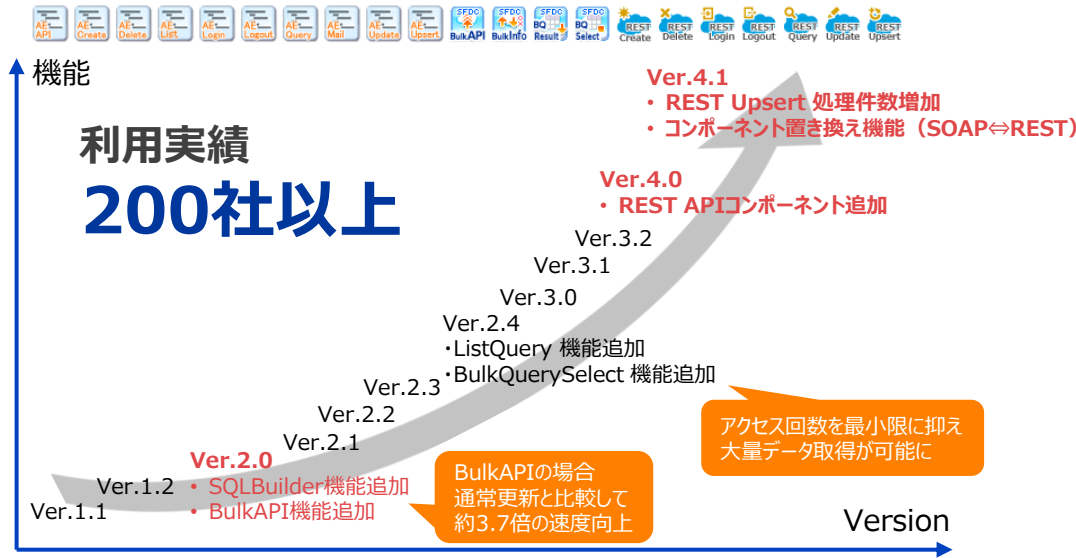 AE- API
AE- Create
AE- Delete
AE- List
AE- Login
AE- Logout
AE- Query
AE- Mail
AE- Update
AE- Upsert
SFDC BulkAPI
SFDC BulkInfo
SFDC BQ Result
SFDC BQ Select
REST Create
REST Delete
REST Login
REST Logout
REST Query
REST Update
REST Upsert
機能
Ver.4.1
• REST Upsert 処理件数増加
• コンポーネント置き換え機能（SOAP⇔REST）
利用実績
200社以上
Ver.4.0
• REST APIコンポーネント追加
Ver.3.2
Ver.3.1
Ver.3.0
Ver.2.4
・ListQuery 機能追加
・BulkQuerySelect 機能追加
Ver.2.3
Ver.2.2
Ver.2.1
アクセス回数を最小限に抑え
大量データ取得が可能に
Ver.2.0
• SQLBuilder機能追加
• BulkAPI機能追加
BulkAPIの場合
通常更新と比較して
約3.7倍の速度向上
Ver.1.2
Ver.1.1
Version